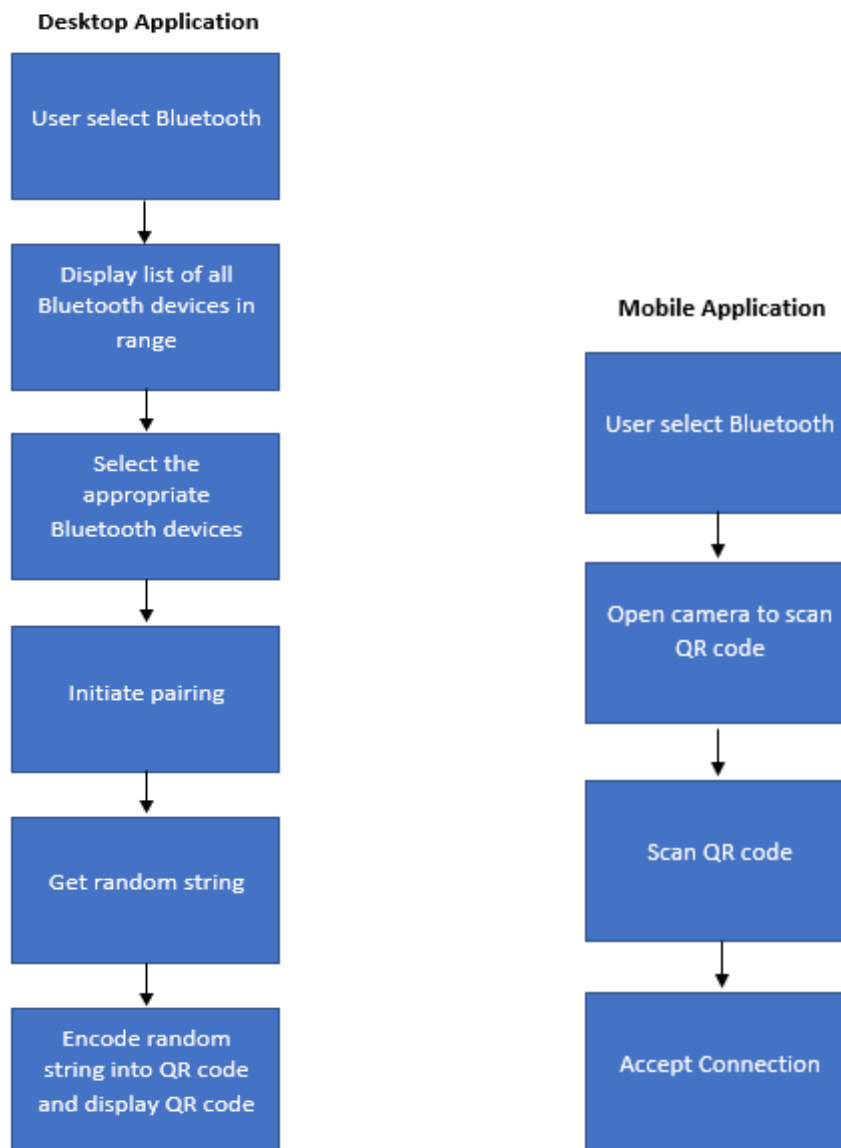 Desktop Application
User select Bluetooth
Display list of all
Bluetooth devices in
range
Select the
appropriate
Bluetooth devices
Initiate pairing
Get random string
Encode random
string into QR code
and display QR code
Mobile Application
User select Bluetooth
Open camera to scan
QR code
Scan QR code
Accept Connection